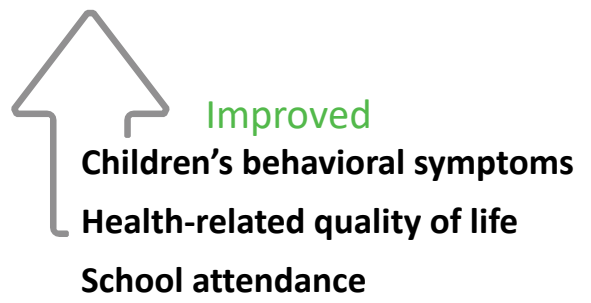 Improved
Children’s behavioral symptoms
Health-related quality of life
School attendance